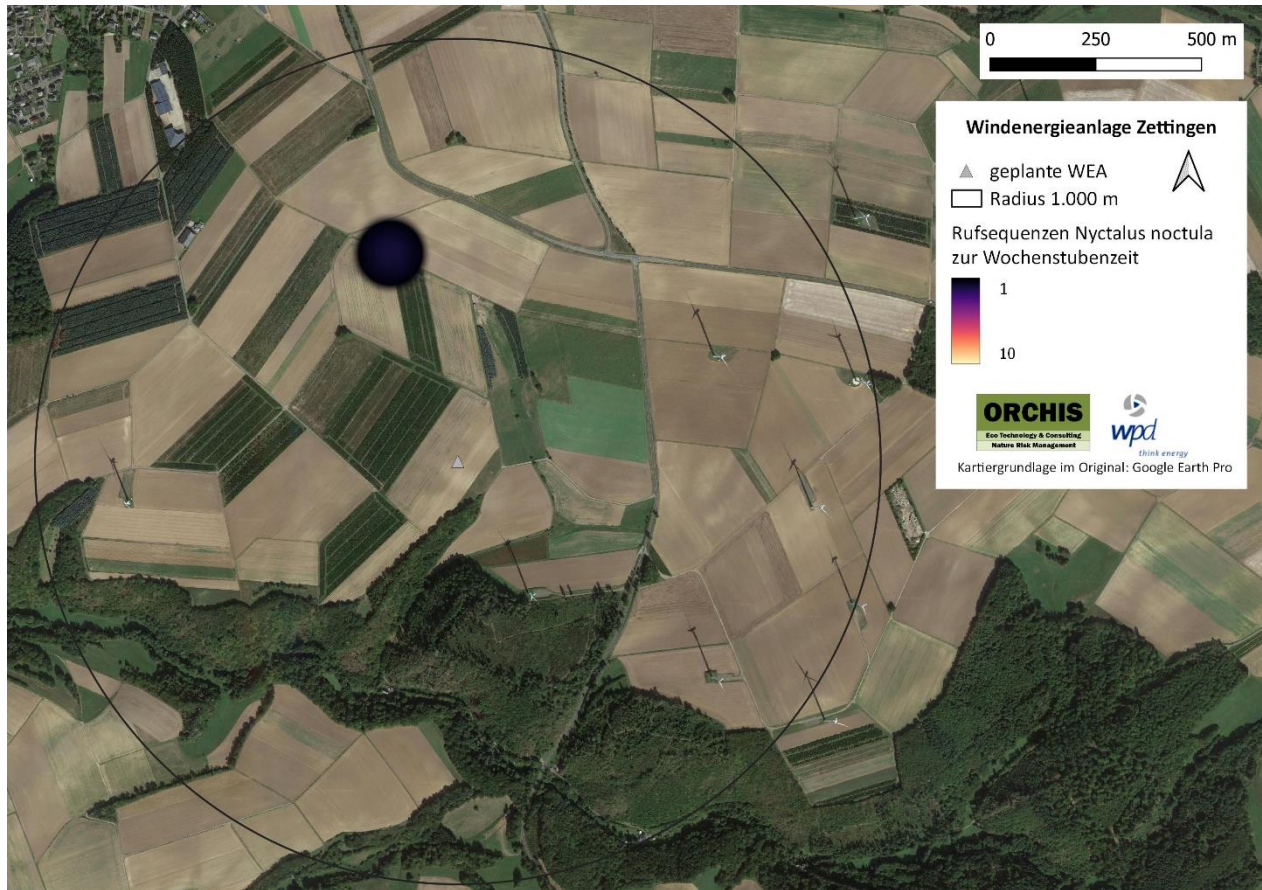 0 250 500 m
Windenergieanlage Zettingen
geplante WEA
Radius 1.000 m
Rufsequenzen Nyctalus noctula
zur Wochenstubenzeit
1
10
ORCHIS
Eco Technology & Consulting
Nature Risk Management
wpd
think energy
Kartiergrundlage im Original: Google Earth Pro